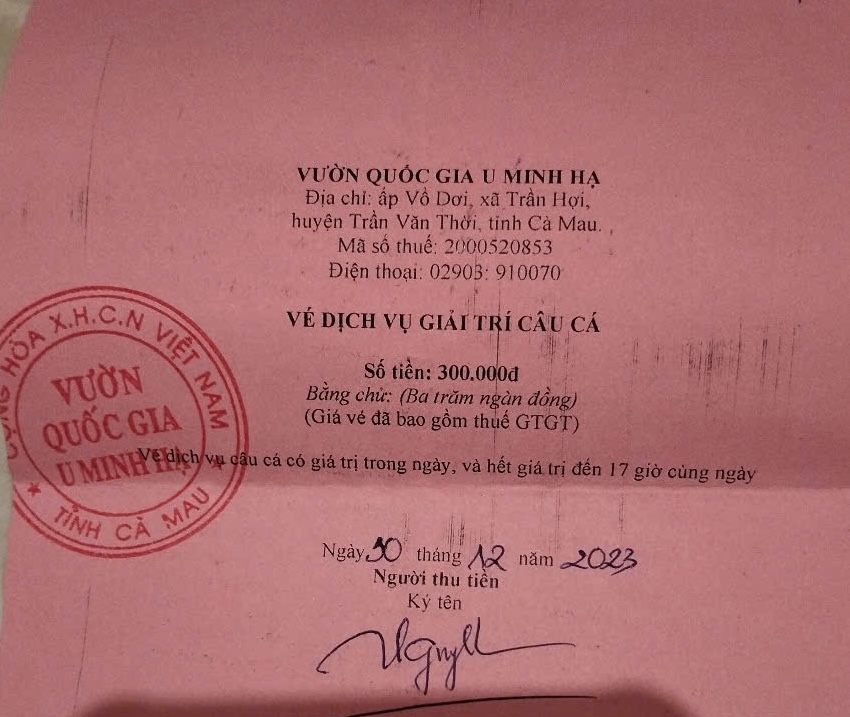 VƯỜN QUỐC GIA U MINH HẠ
Địa chỉ: ấp Vồ Dơi, xã Trần Hợi,
huyện Trần Văn Thời, tỉnh Cà Mau.
Mã số thuế: 2000520853
Điện thoại: 02903: 910070
VÉ DỊCH VỤ GIẢI TRÍ CÂU CÁ
Số tiền: 300.000đ
Bằng chữ: (Ba trăm ngàn đồng)
(Giá vé đã bao gồm thuế GTGT)
Vé dịch vụ câu cá có giá trị trong ngày, và hết giá trị đến 17 giờ cùng ngày
HÒA X.H.C.N VIỆT NAM
VƯỜN
QUỐC GIA
U MINH HẠ
TỈNH CÀ MAU
Ngày 30 tháng 12 năm 2023
Người thu tiền
Ký tên